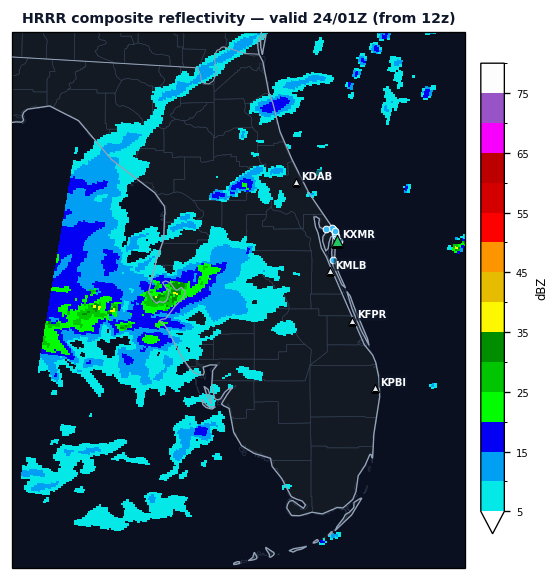 HRRR composite reflectivity — valid 24/01Z (from 12z)
KDAB
KXMR
KMLB
KFPR
KPBI
75
65
55
45
35
25
15
5
dBZ